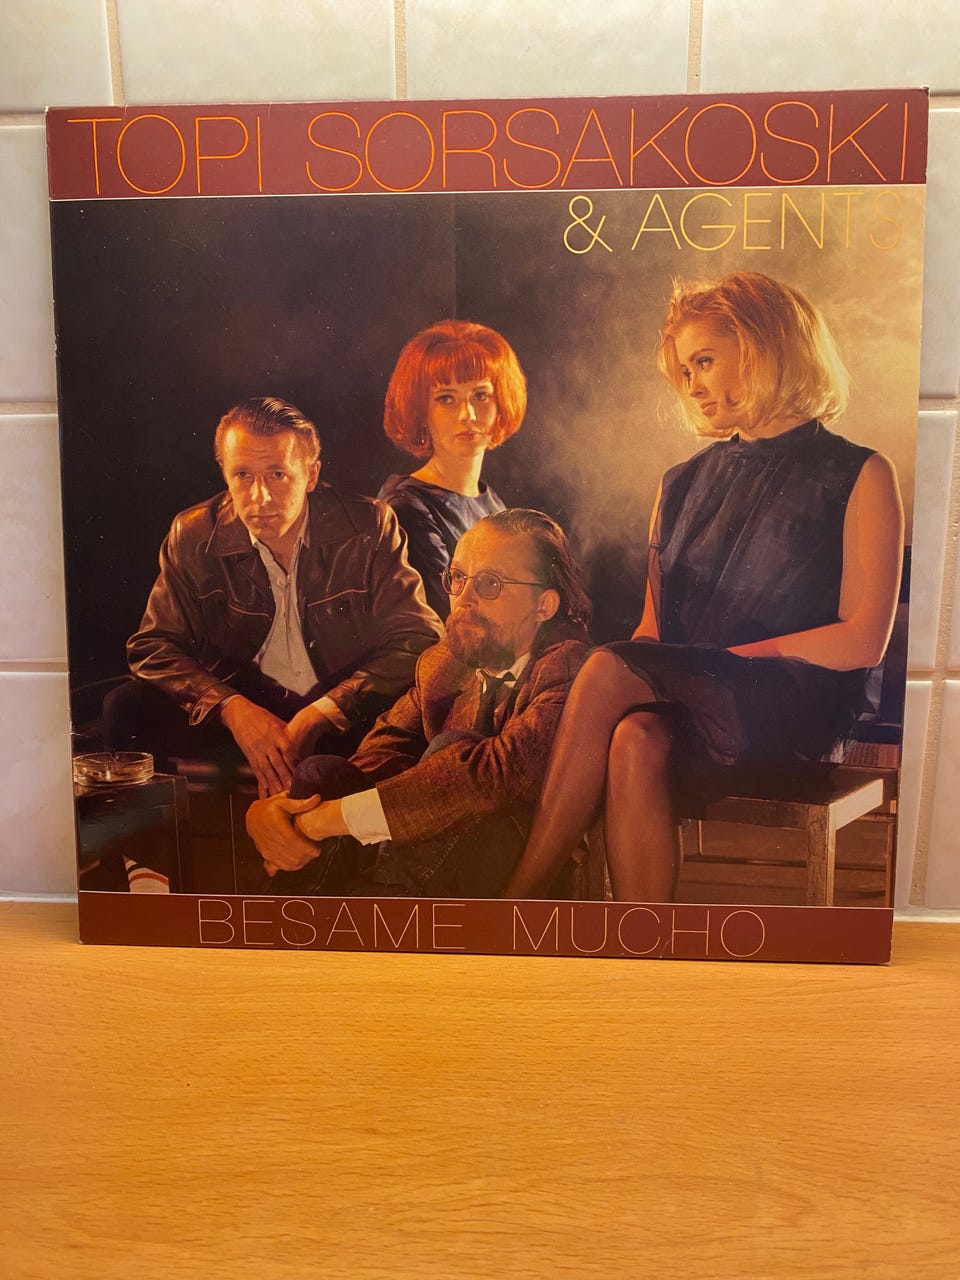 TOPI SORSAKOSKI
& AGENTS
BESAME MUCHO